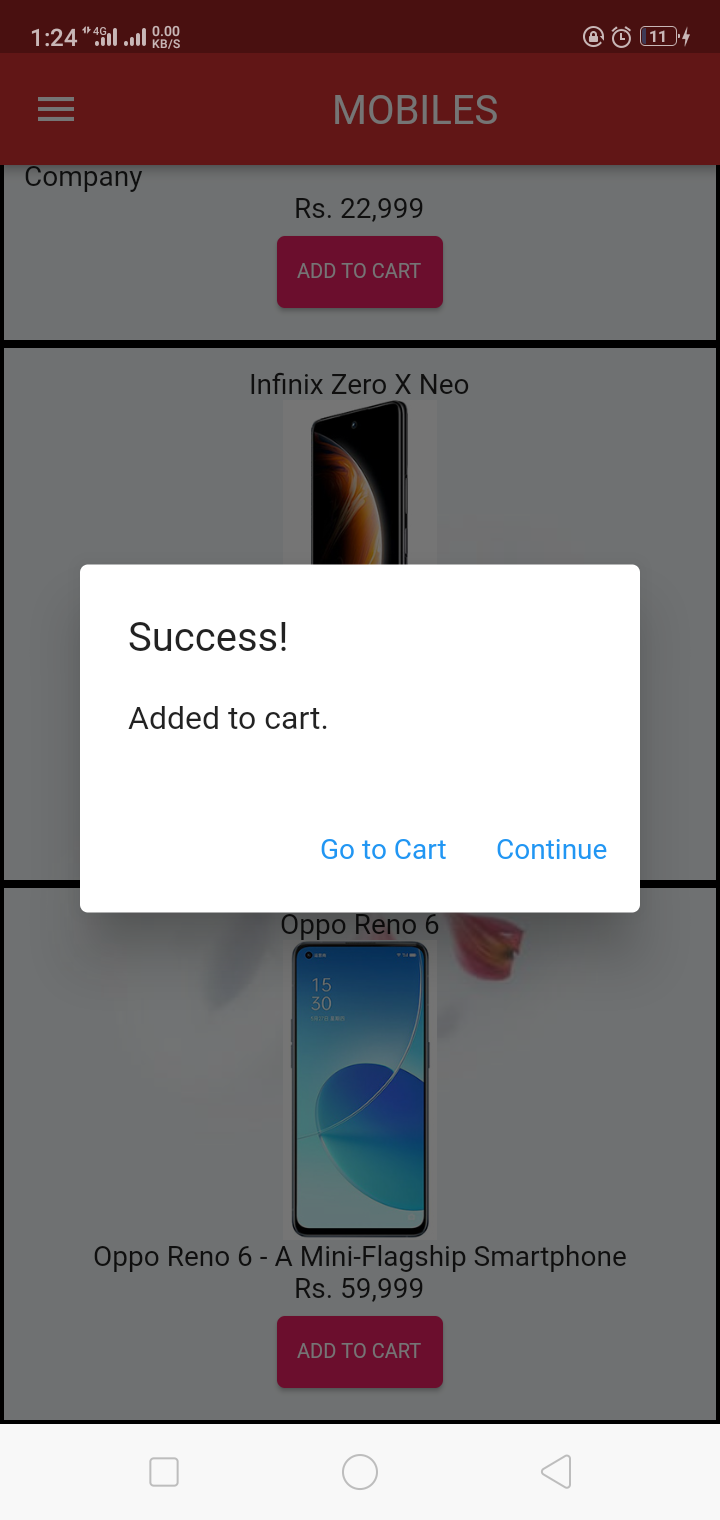 1:24 4G 0.00 KB/S 11
MOBILES
Company
Rs. 22,999
ADD TO CART
Infinix Zero X Neo
Success!
Added to cart.
Go to Cart Continue
Oppo Reno 6
15
30
Oppo Reno 6 - A Mini-Flagship Smartphone
Rs. 59,999
ADD TO CART